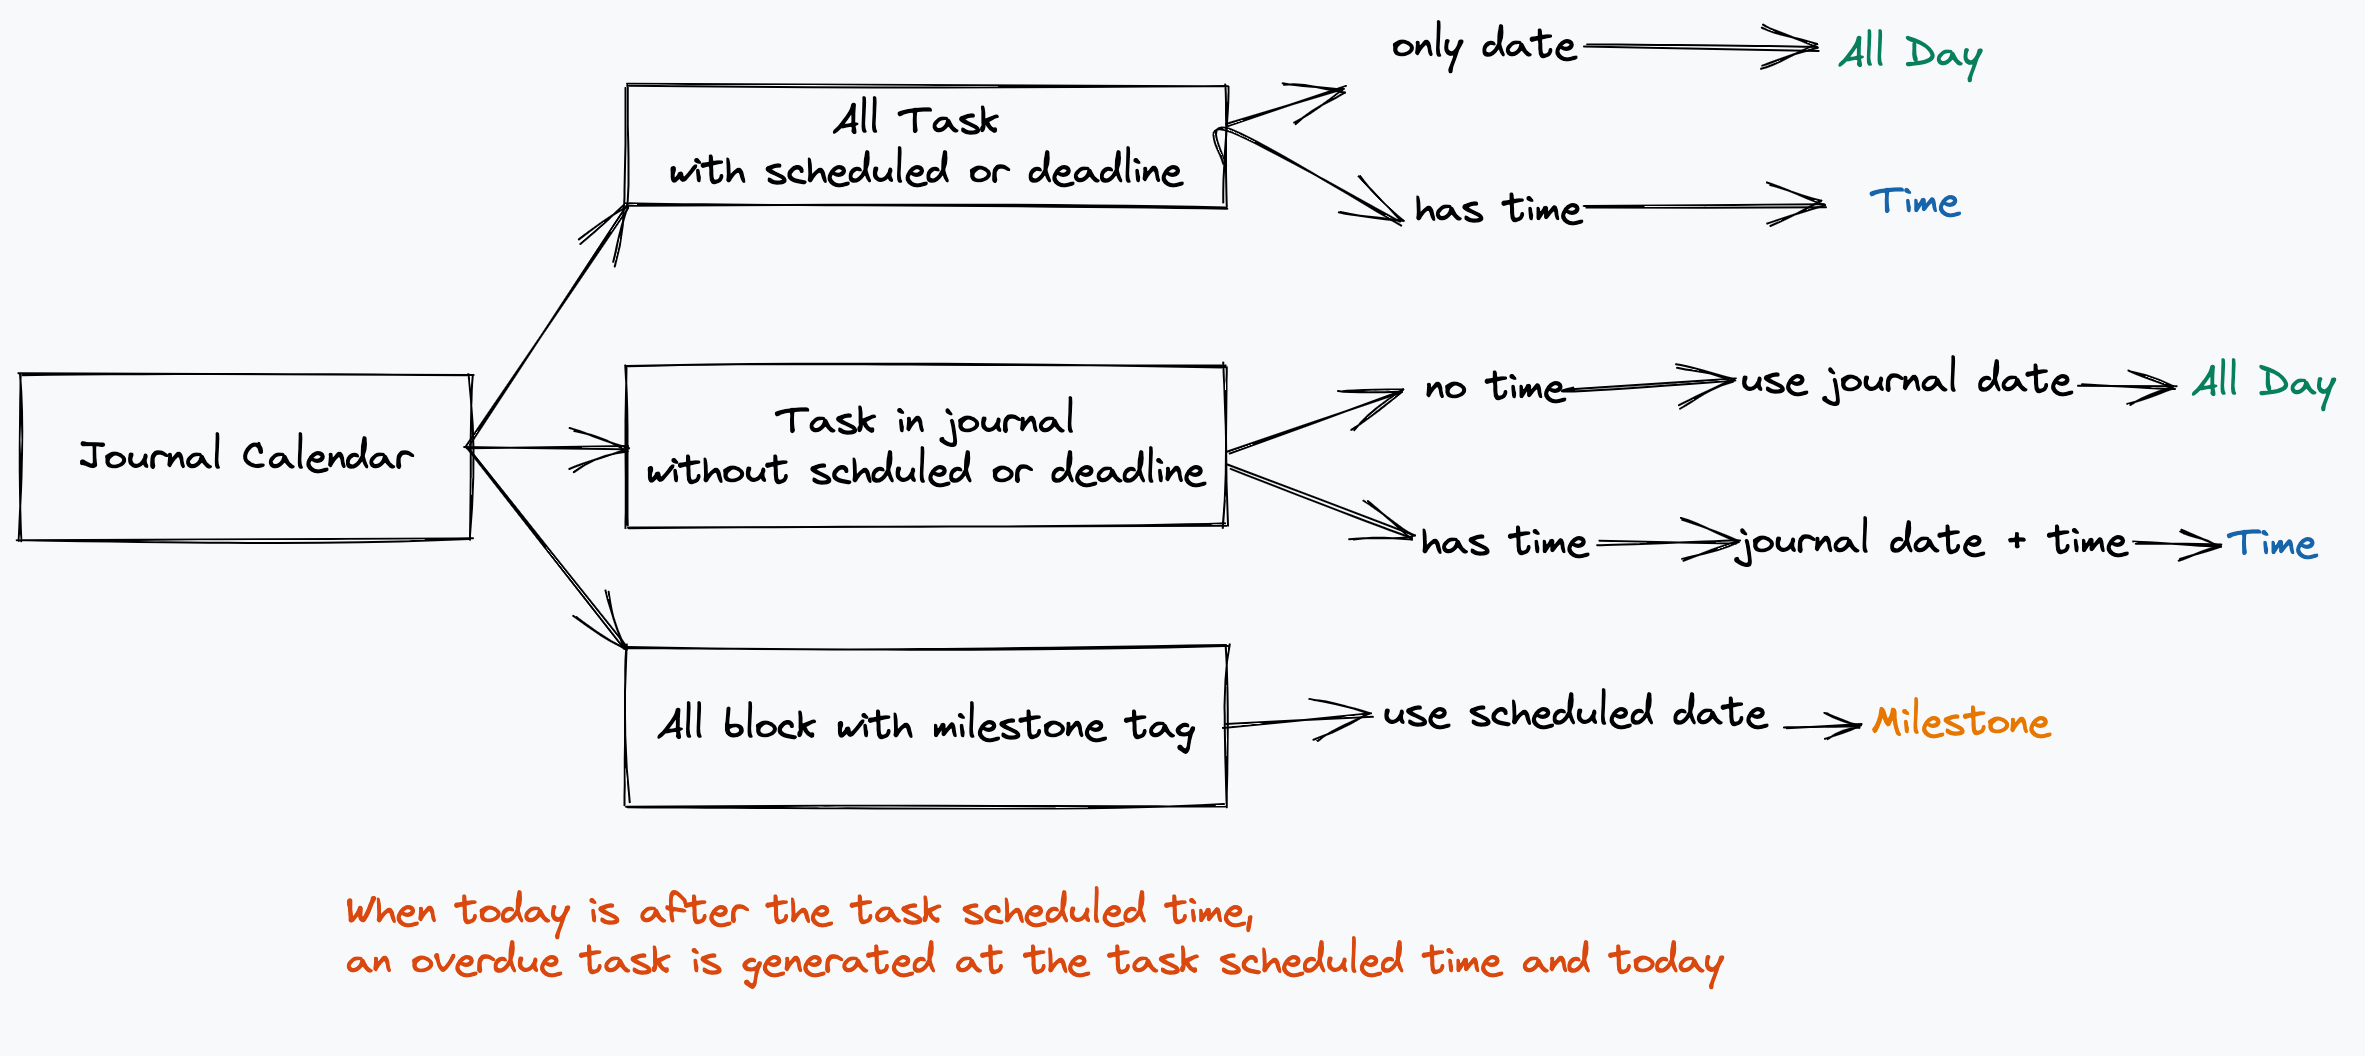 only date
All Day
All Task
with scheduled or deadline
has time
Time
Journal Calendar
Task in journal
without schduled or deadline
no time
use journal date
All Day
has time
journal date + time
Time
All block with milestone tag
use scheduled date
Milestone
When today is after the task scheduled time,
an overdue task is generated at the task scheduled time and today